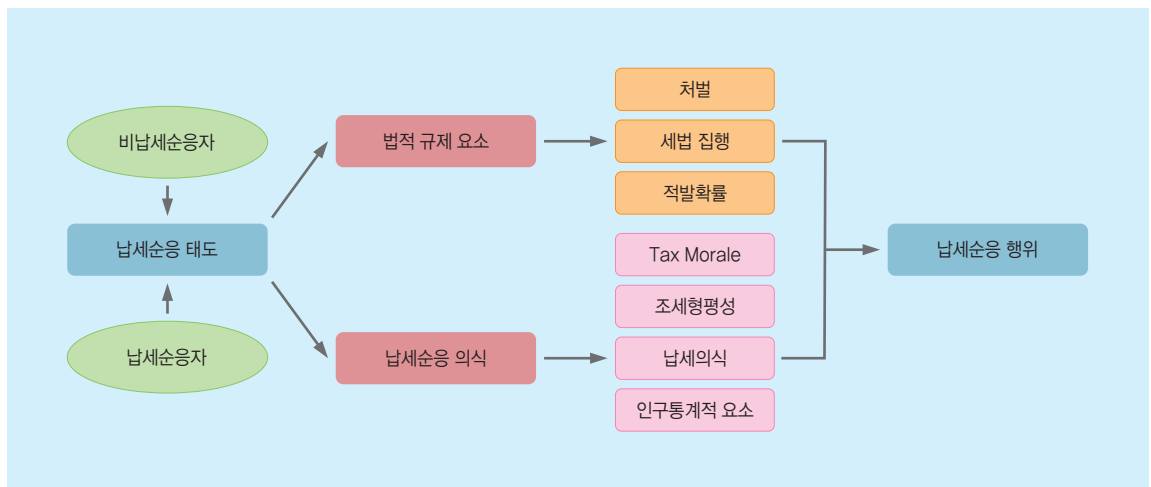 비납세순응자
납세순응 태도
납세순응자
법적 규제 요소
납세순응 의식
처벌
세법 집행
적발확률
Tax Morale
조세형평성
납세의식
인구통계적 요소
납세순응 행위